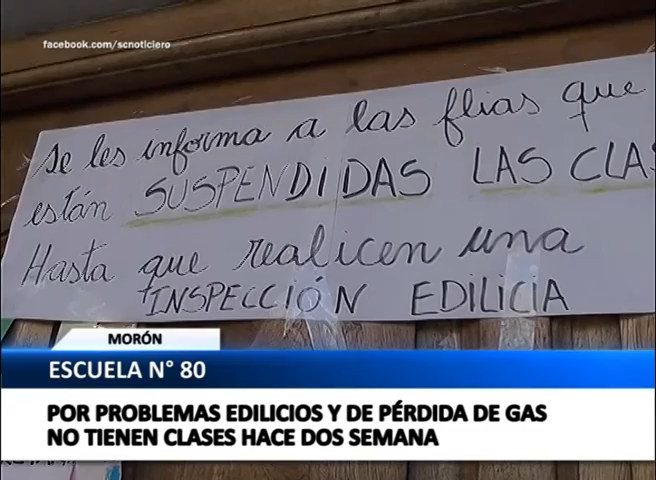 facebook.com/scnoticiero
Se les informa a las flias que
están SUSPENDIDAS LAS CLAS
Hasta que realicen una
INSPECCIÓN EDILICIA
MORÓN
ESCUELA N° 80
POR PROBLEMAS EDILICIOS Y DE PÉRDIDA DE GAS
NO TIENEN CLASES HACE DOS SEMANA